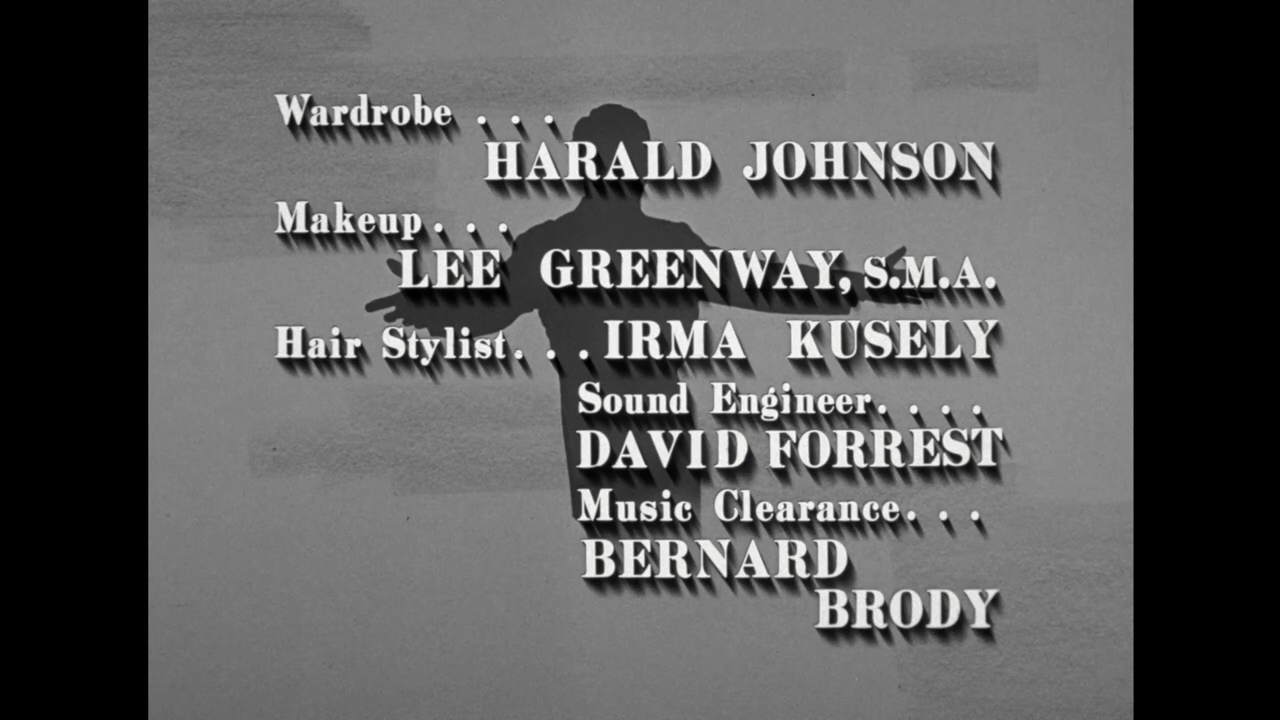 Wardrobe . . .
HARALD JOHNSON
Makeup . . .
LEE GREENWAY, S.M.A.
Hair Stylist. . . IRMA KUSELY
Sound Engineer. . . .
DAVID FORREST
Music Clearance. . .
BERNARD
BRODY